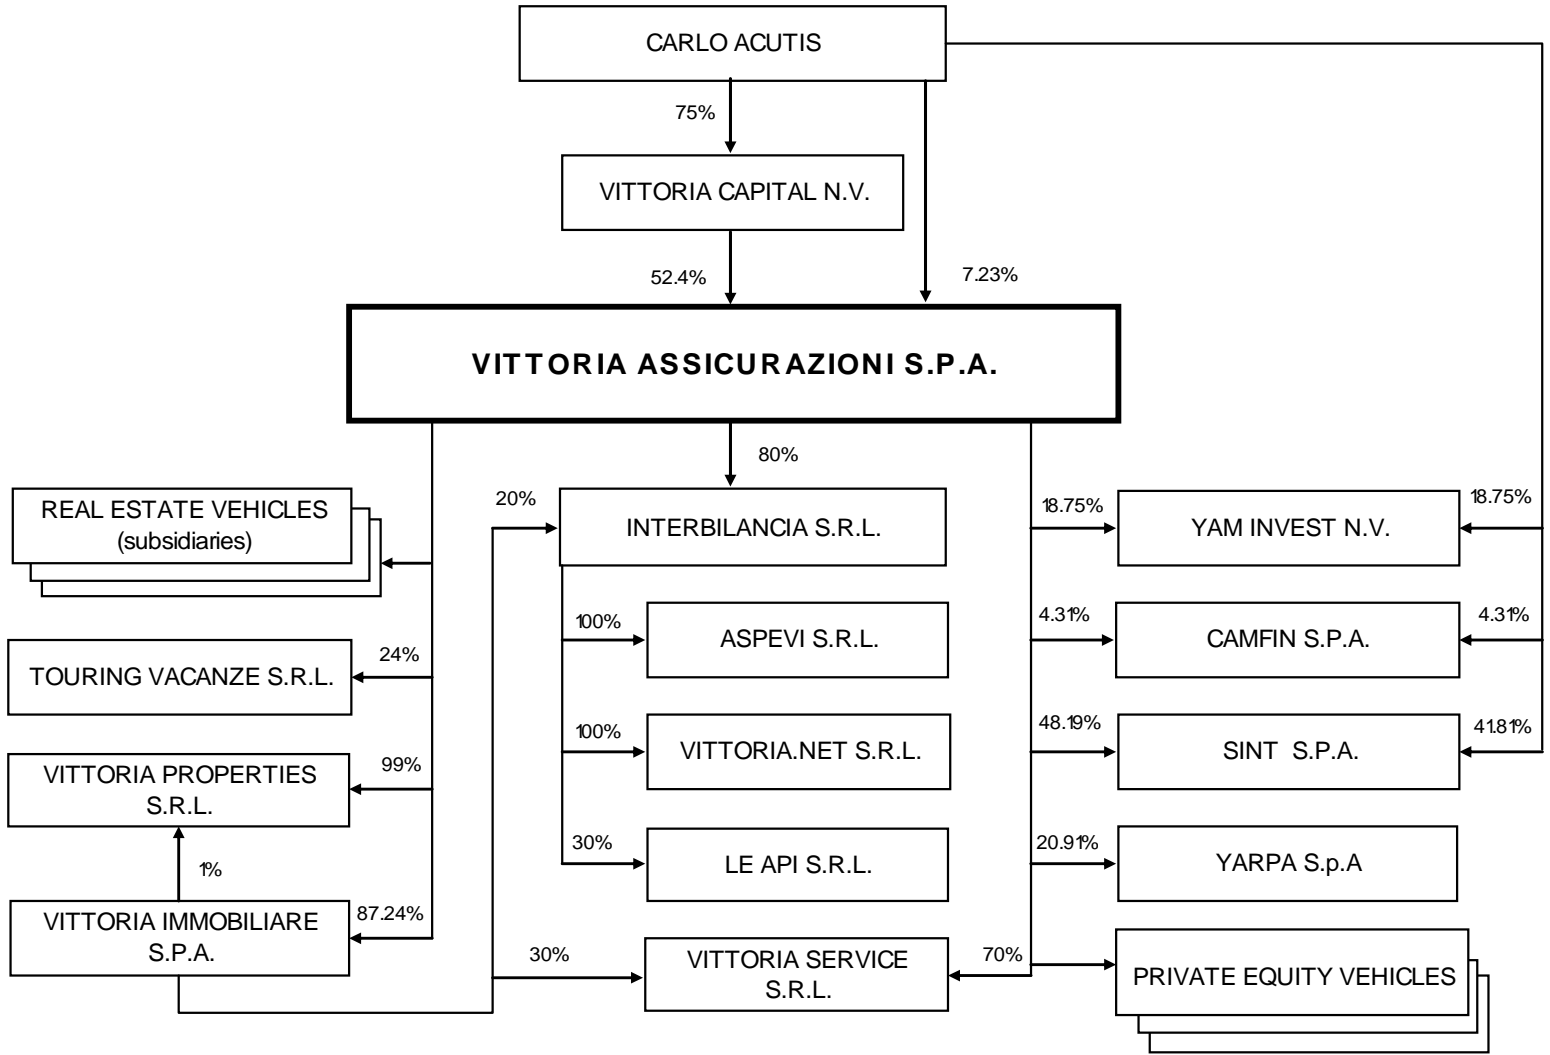 CARLO ACUTIS
75%
VITTORIA CAPITAL N.V.
52.4%
7.23%
VITTORIA ASSICURAZIONI S.P.A.
80%
REAL ESTATE VEHICLES
(subsidiaries)
20%
INTERBILANCIA S.R.L.
18.75%
YAM INVEST N.V.
18.75%
100%
ASPEVI S.R.L.
4.31%
CAMFIN S.P.A.
4.31%
TOURING VACANZE S.R.L.
24%
100%
VITTORIA.NET S.R.L.
48.19%
SINT S.P.A.
41.81%
VITTORIA PROPERTIES
S.R.L.
99%
1%
30%
LE API S.R.L.
20.91%
YARPA S.p.A
VITTORIA IMMOBILIARE
S.P.A.
87.24%
30%
VITTORIA SERVICE
S.R.L.
70%
PRIVATE EQUITY VEHICLES